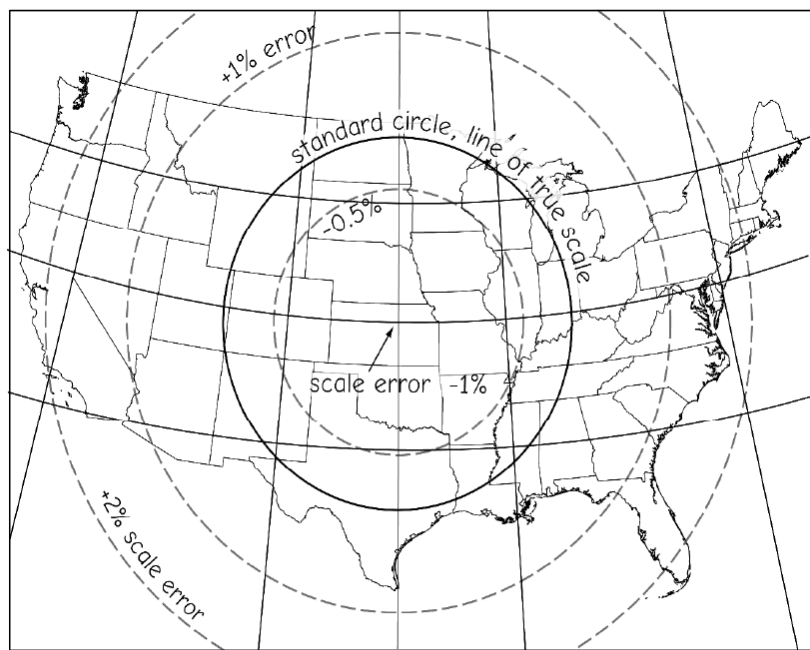 +1% error
standard circle, line of true scale
-0.5%
scale error -1%
+2% scale error